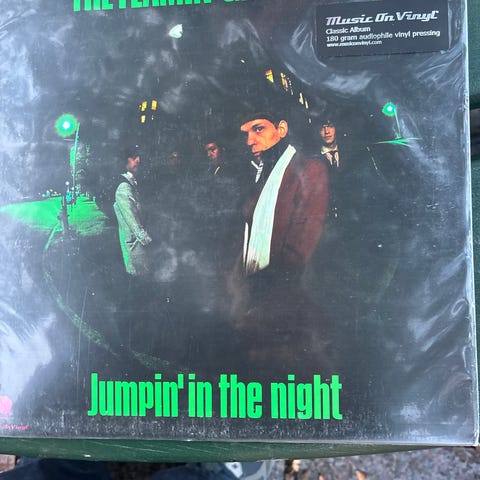 Music On Vinyl
Classic Album
180 gram audiophile vinyl pressing
www.musiconvinyl.com
Jumpin' in the night